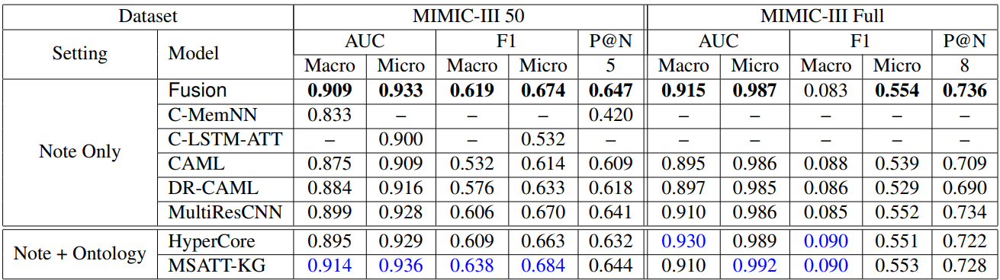 Dataset MIMIC-III 50 MIMIC-III Full
Setting Model AUC F1 P@N AUC F1 P@N
Macro Micro Macro Micro 5 Macro Micro Macro Micro 8
Note Only
Fusion 0.909 0.933 0.619 0.674 0.647 0.915 0.987 0.083 0.554 0.736
C-MemNN 0.833 – – – 0.420 – – – – –
C-LSTM-ATT – 0.900 – 0.532 – – – – – –
CAML 0.875 0.909 0.532 0.614 0.609 0.895 0.986 0.088 0.539 0.709
DR-CAML 0.884 0.916 0.576 0.633 0.618 0.897 0.985 0.086 0.529 0.690
MultiResCNN 0.899 0.928 0.606 0.670 0.641 0.910 0.986 0.085 0.552 0.734
Note + Ontology
HyperCore 0.895 0.929 0.609 0.663 0.632 0.930 0.989 0.090 0.551 0.722
MSATT-KG 0.914 0.936 0.638 0.684 0.644 0.910 0.992 0.090 0.553 0.728